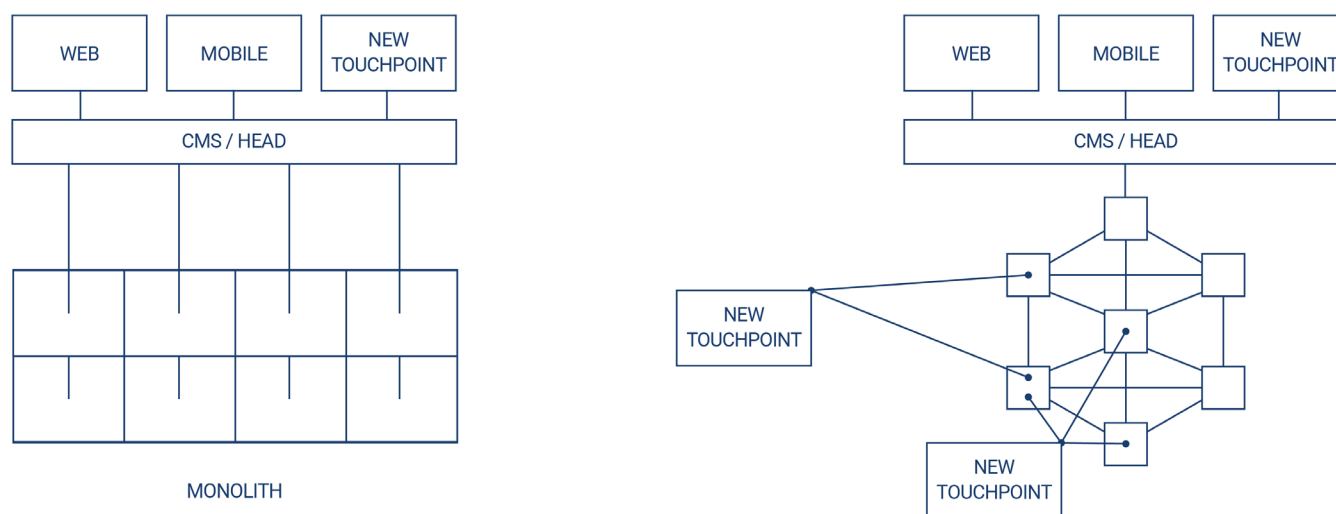 WEB
MOBILE
NEW
TOUCHPOINT
CMS / HEAD
MONOLITH
WEB
MOBILE
NEW
TOUCHPOINT
CMS / HEAD
NEW
TOUCHPOINT
NEW
TOUCHPOINT